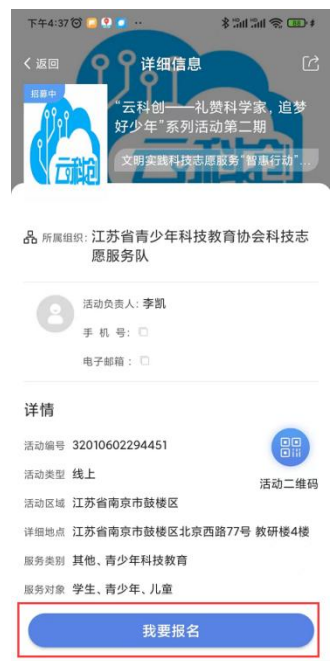 下午4:37
返回
详细信息
招募中
“云科创——礼赞科学家，追梦
好少年”系列活动第二期
文明实践科技志愿服务“智惠行动”...
云科创
所属组织: 江苏省青少年科技教育协会科技志
愿服务队
活动负责人: 李凯
手 机 号:
电子邮箱：
详情
活动编号 32010602294451
活动类型 线上
活动二维码
活动区域 江苏省南京市鼓楼区
详细地点 江苏省南京市鼓楼区北京西路77号 教研楼4楼
服务类别 其他、青少年科技教育
服务对象 学生、青少年、儿童
我要报名